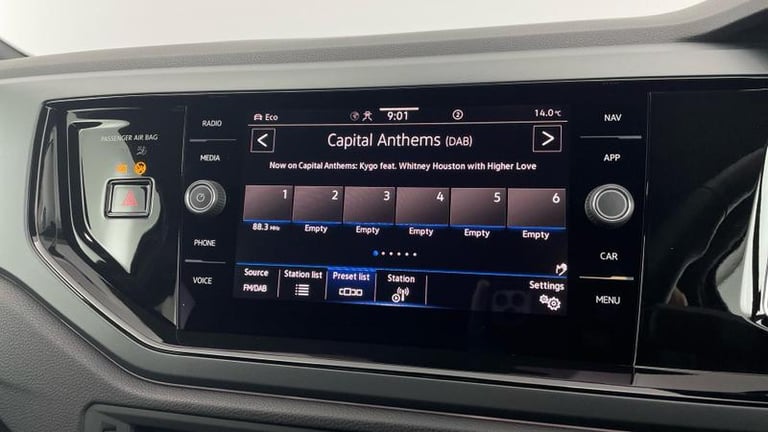 PASSENGER AIR BAG
RADIO
MEDIA
PHONE
VOICE
Eco 9:01 2 14.0 °C
Capital Anthems (DAB)
Now on Capital Anthems: Kygo feat. Whitney Houston with Higher Love
1 2 3 4 5 6
88.3 MHz Empty Empty Empty Empty Empty
Source Station list Preset list Station Settings
FM/DAB
NAV
APP
CAR
MENU